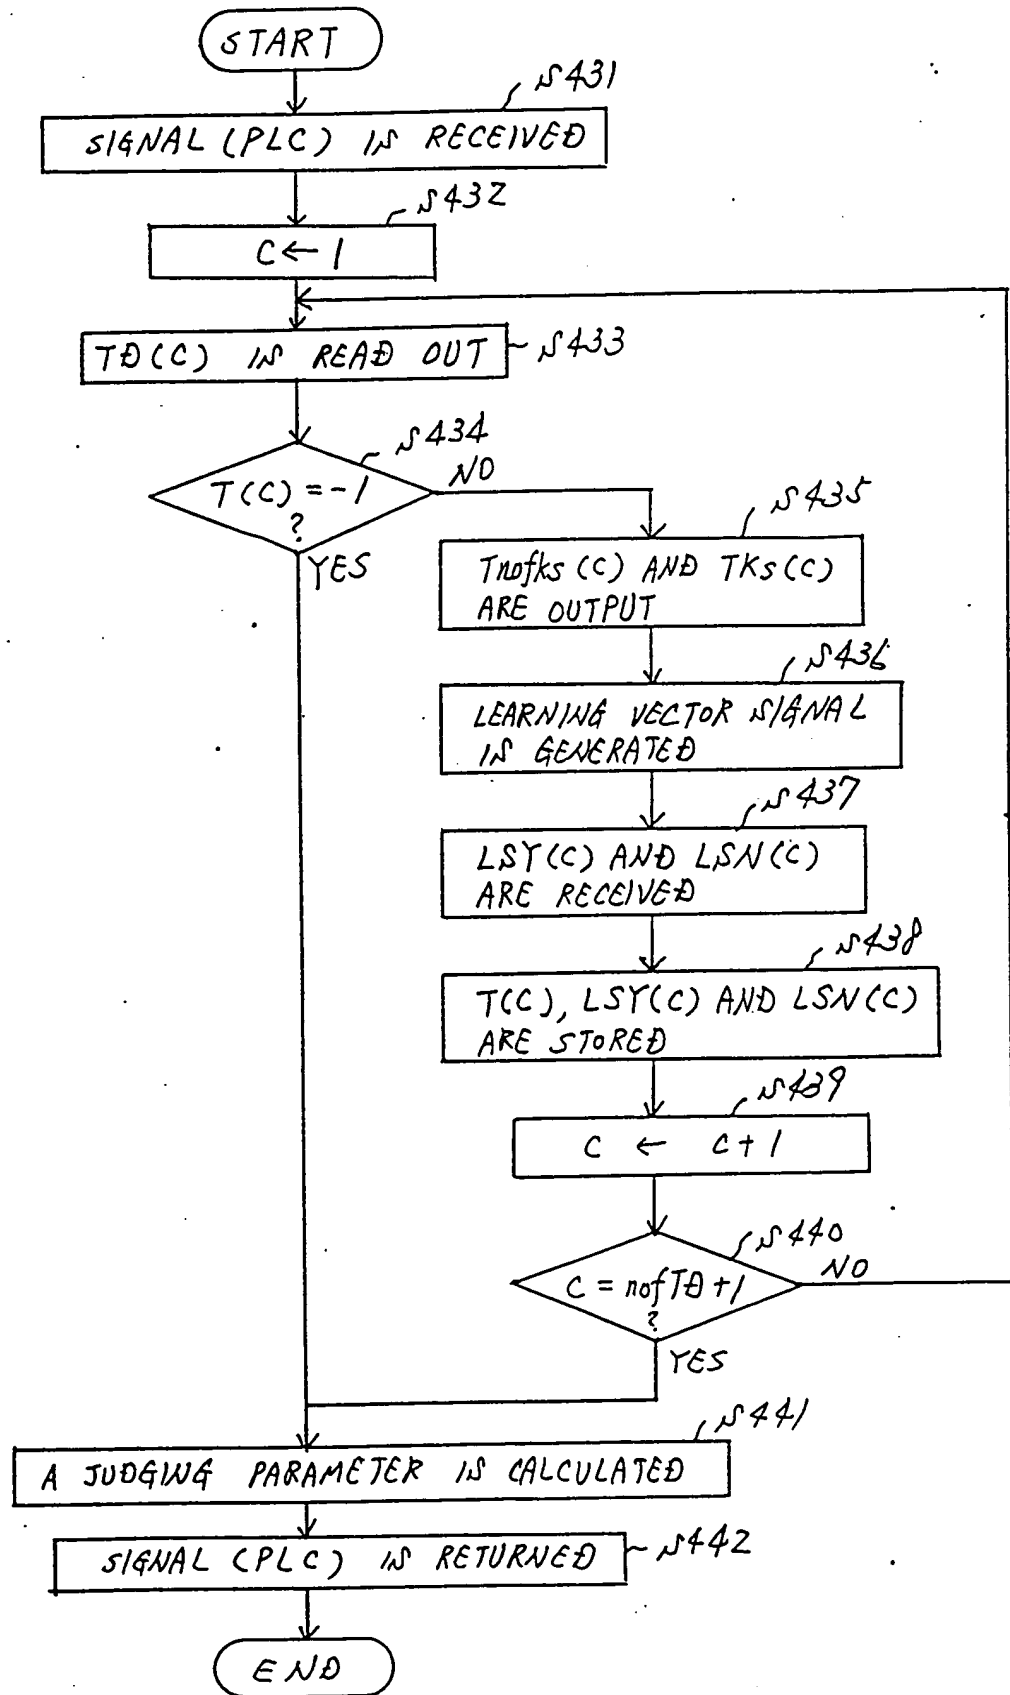 START
S431
SIGNAL (PLC) IS RECEIVED
S432
C ← 1
TD(C) IS READ OUT
S433
S434
T(C) = -1
?
NO
YES
S435
Tnofks(C) AND TKs(C)
ARE OUTPUT
S436
LEARNING VECTOR SIGNAL
IS GENERATED
S437
LSY(C) AND LSN(C)
ARE RECEIVED
S438
T(C), LSY(C) AND LSN(C)
ARE STORED
S439
C ← C+1
S440
C = nofTD+1
?
NO
YES
S441
A JUDGING PARAMETER IS CALCULATED
SIGNAL (PLC) IS RETURNED
S442
END